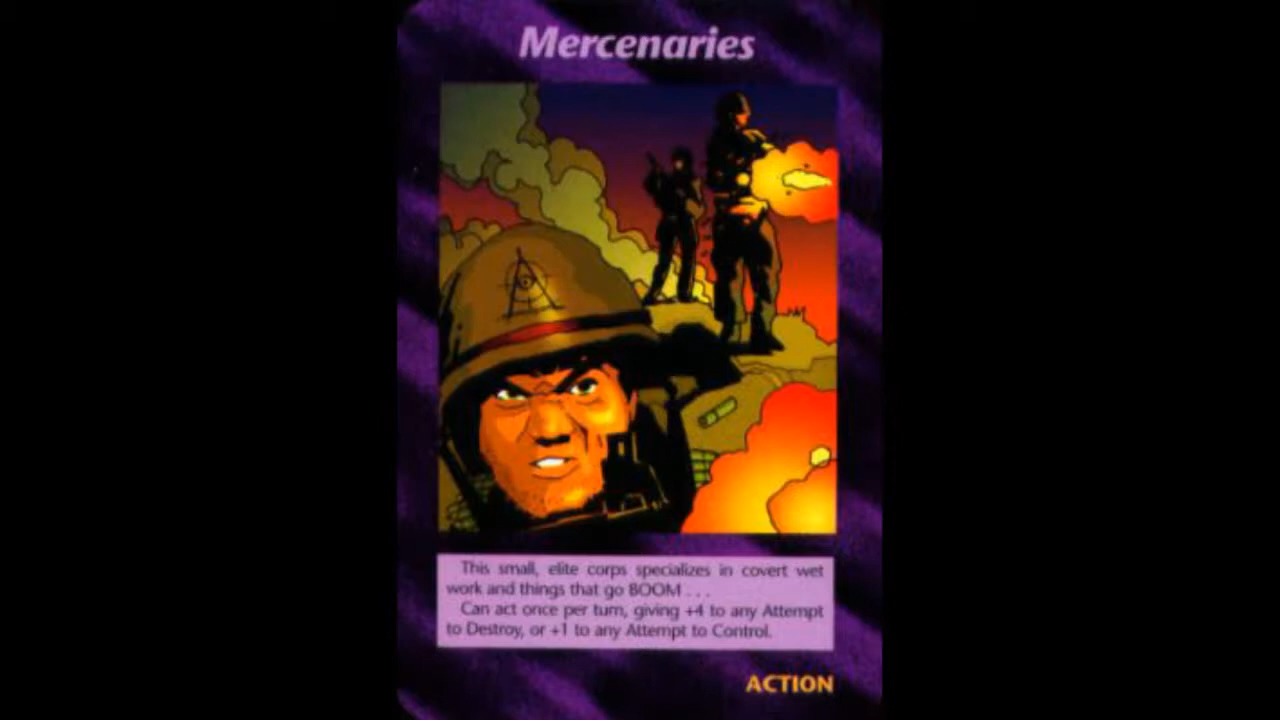 Mercenaries
This small, elite corps specializes in covert wet
work and things that go BOOM . . .
Can act once per turn, giving +4 to any Attempt
to Destroy, or +1 to any Attempt to Control.
ACTION